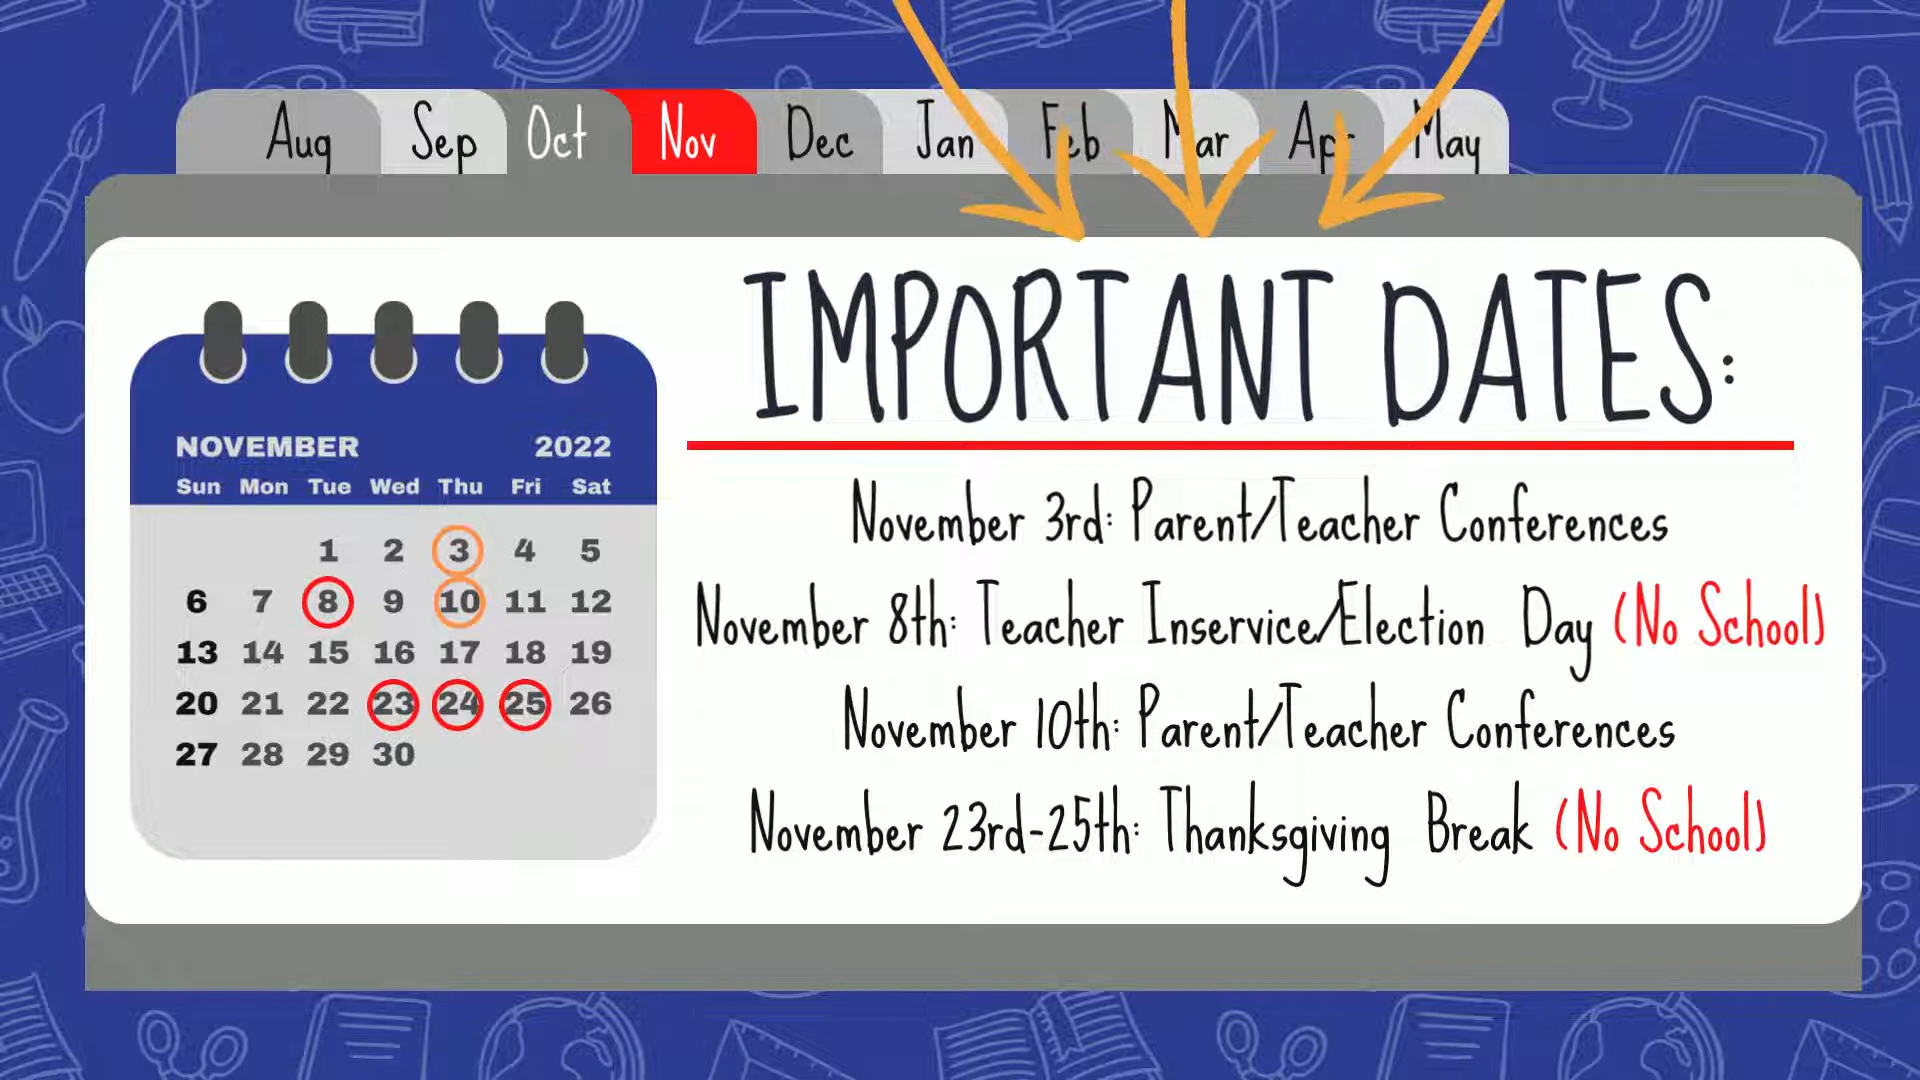 Aug Sep Oct Nov Dec Jan Feb Mar Apr May
IMPORTANT DATES:
NOVEMBER 2022
Sun Mon Tue Wed Thu Fri Sat
1 2 3 4 5
6 7 8 9 10 11 12
13 14 15 16 17 18 19
20 21 22 23 24 25 26
27 28 29 30
November 3rd: Parent/Teacher Conferences
November 8th: Teacher Inservice/Election Day (No School)
November 10th: Parent/Teacher Conferences
November 23rd-25th: Thanksgiving Break (No School)